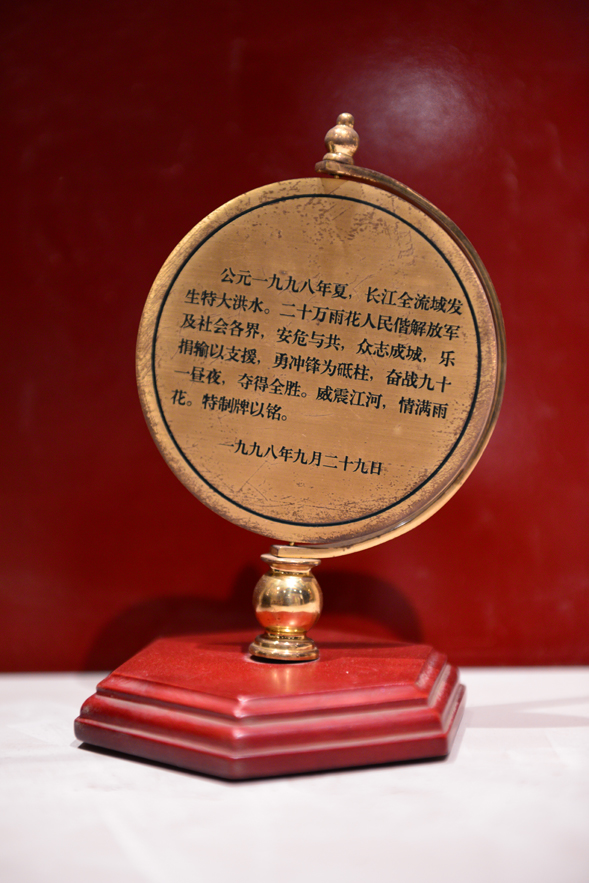 公元一九九八年夏，长江全流域发
生特大洪水。二十万雨花人民偕解放军
及社会各界，安危与共，众志成城，乐
捐输以支援，勇冲锋为砥柱，奋战九十
一昼夜，夺得全胜。威震江河，情满雨
花。特制牌以铭。
一九九八年九月二十九日